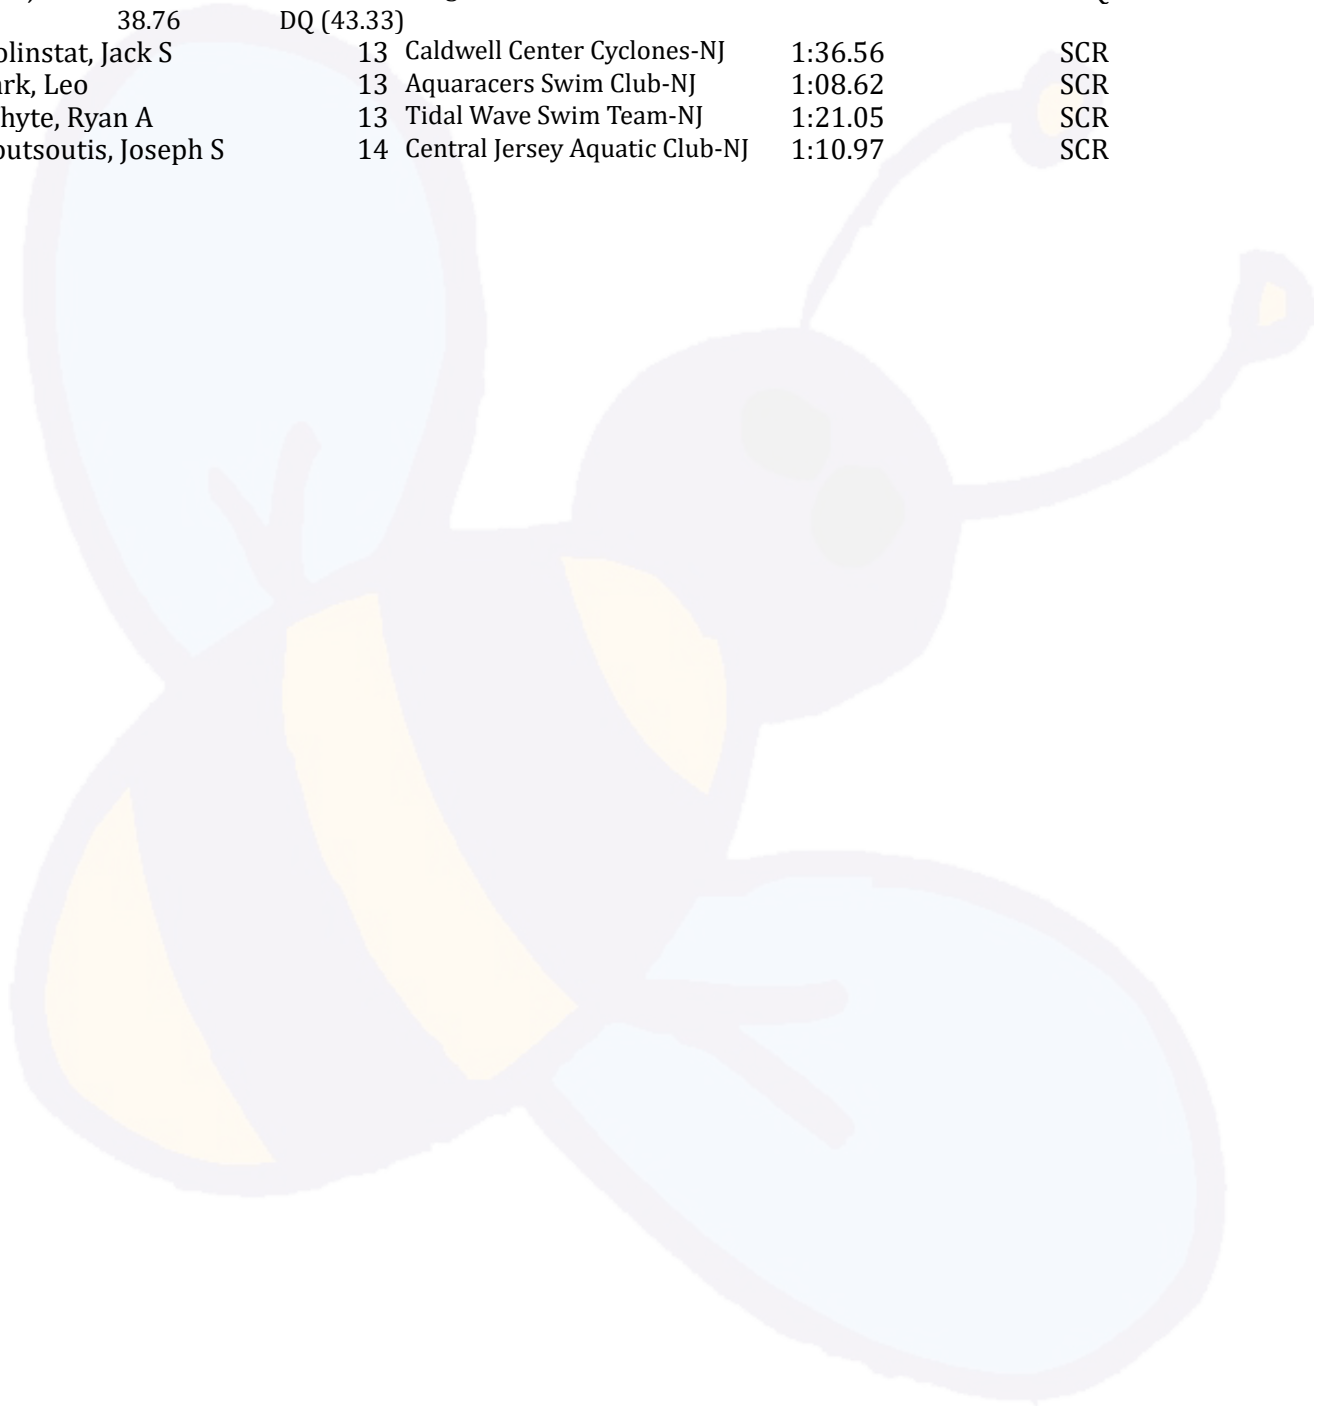 38.76 DQ (43.33)
olinstat, Jack S 13 Caldwell Center Cyclones-NJ 1:36.56 SCR
ark, Leo 13 Aquaracers Swim Club-NJ 1:08.62 SCR
hyte, Ryan A 13 Tidal Wave Swim Team-NJ 1:21.05 SCR
outsoutis, Joseph S 14 Central Jersey Aquatic Club-NJ 1:10.97 SCR